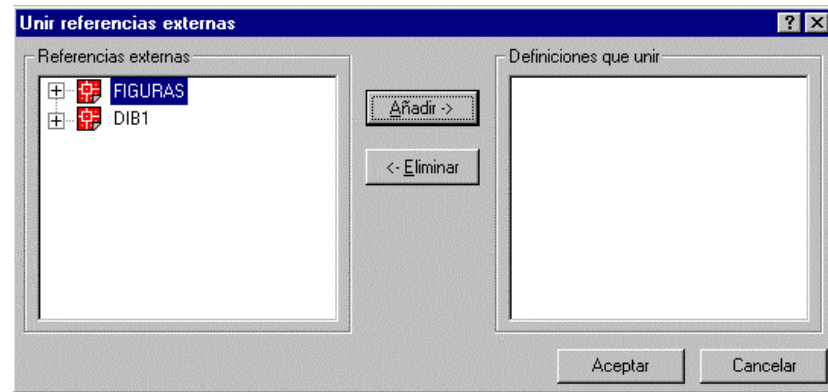 Unir referencias externas
Referencias externas
FIGURAS
DIB1
Añadir ->
<- Eliminar
Definiciones que unir
Aceptar
Cancelar